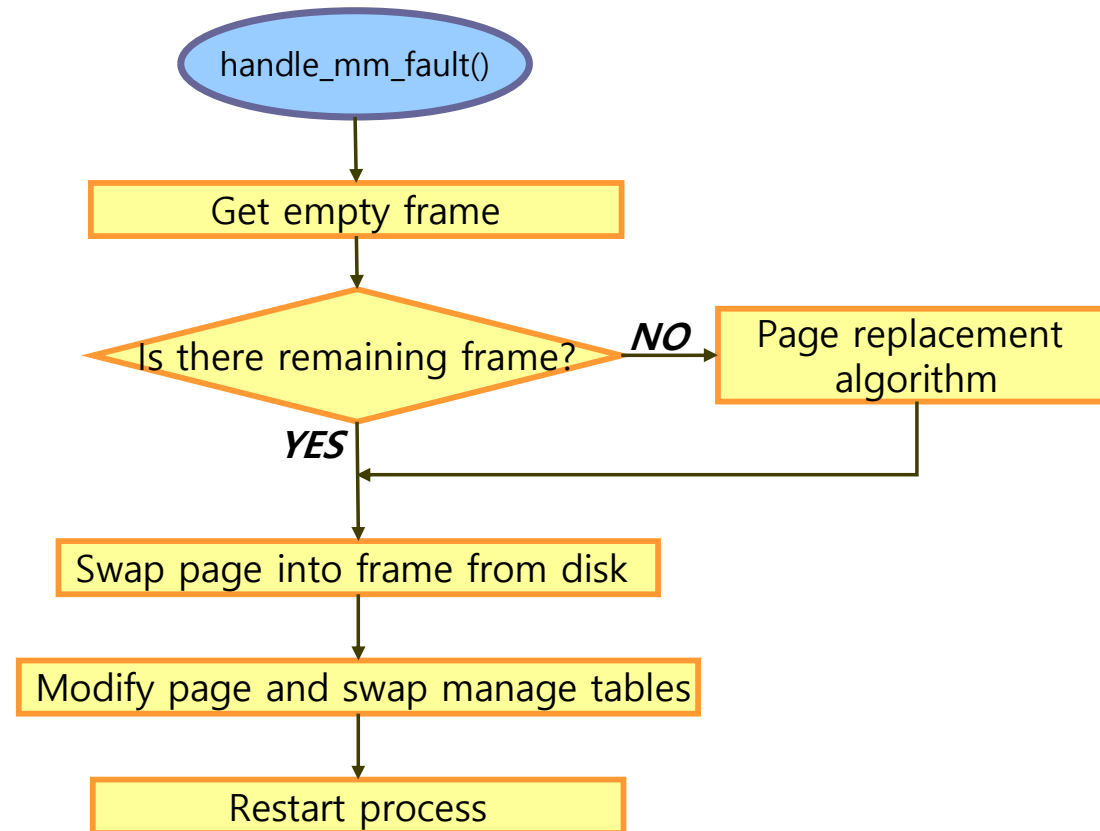 handle_mm_fault()
Get empty frame
Is there remaining frame?
NO
Page replacement
algorithm
YES
Swap page into frame from disk
Modify page and swap manage tables
Restart process